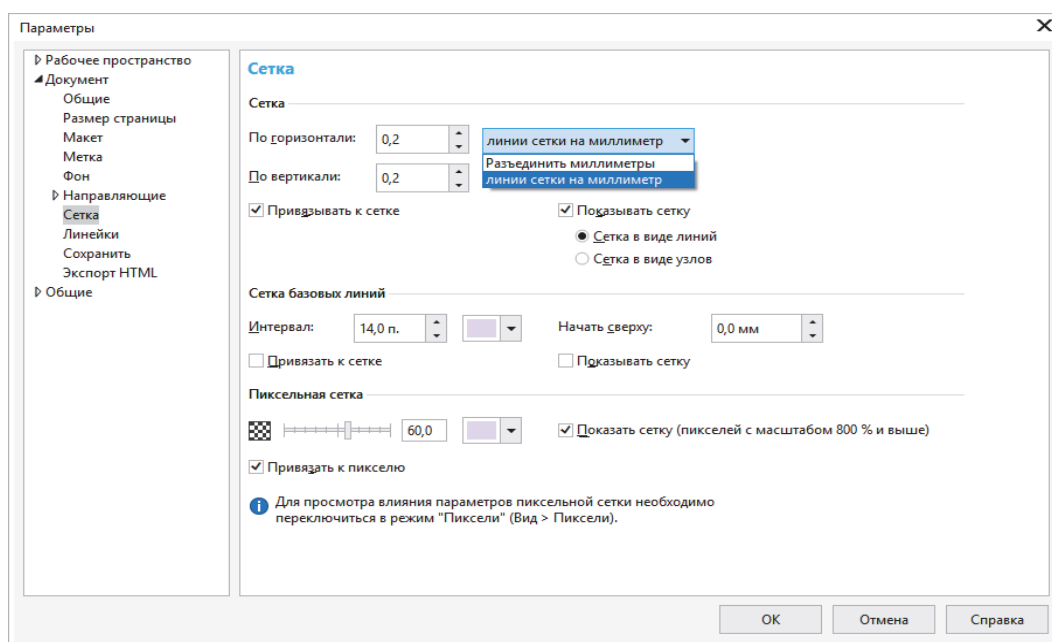 Параметры
Рабочее пространство
Документ
Общие
Размер страницы
Макет
Метка
Фон
Направляющие
Сетка
Линейки
Сохранить
Экспорт HTML
Общие
Сетка
Сетка
По горизонтали: 0,2 линии сетки на миллиметр
Разъединить миллиметры
линии сетки на миллиметр
По вертикали: 0,2
Привязывать к сетке
Показывать сетку
Сетка в виде линий
Сетка в виде узлов
Сетка базовых линий
Интервал: 14,0 п. Начать сверху: 0,0 мм
Привязать к сетке Показывать сетку
Пиксельная сетка
60,0 Показать сетку (пикселей с масштабом 800 % и выше)
Привязать к пикселю
Для просмотра влияния параметров пиксельной сетки необходимо
переключиться в режим "Пиксели" (Вид > Пиксели).
ОК Отмена Справка